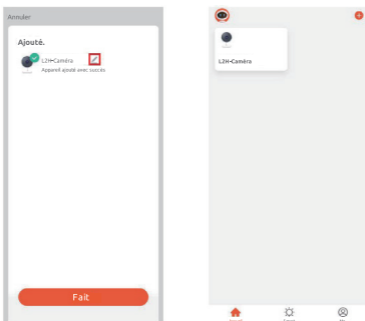 Annuler
Ajouté.
L2H-Caméra
Appareil ajouté avec succès
Fait
L2H-Caméra